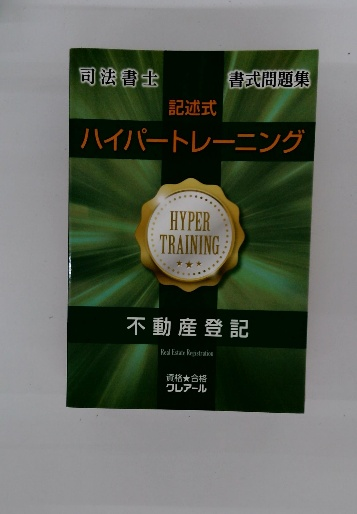 司法書士 書式問題集
記述式
ハイパートレーニング
HYPER
TRAINING
★★★
不動産登記
Real Estate Registration
資格★合格
クレアール